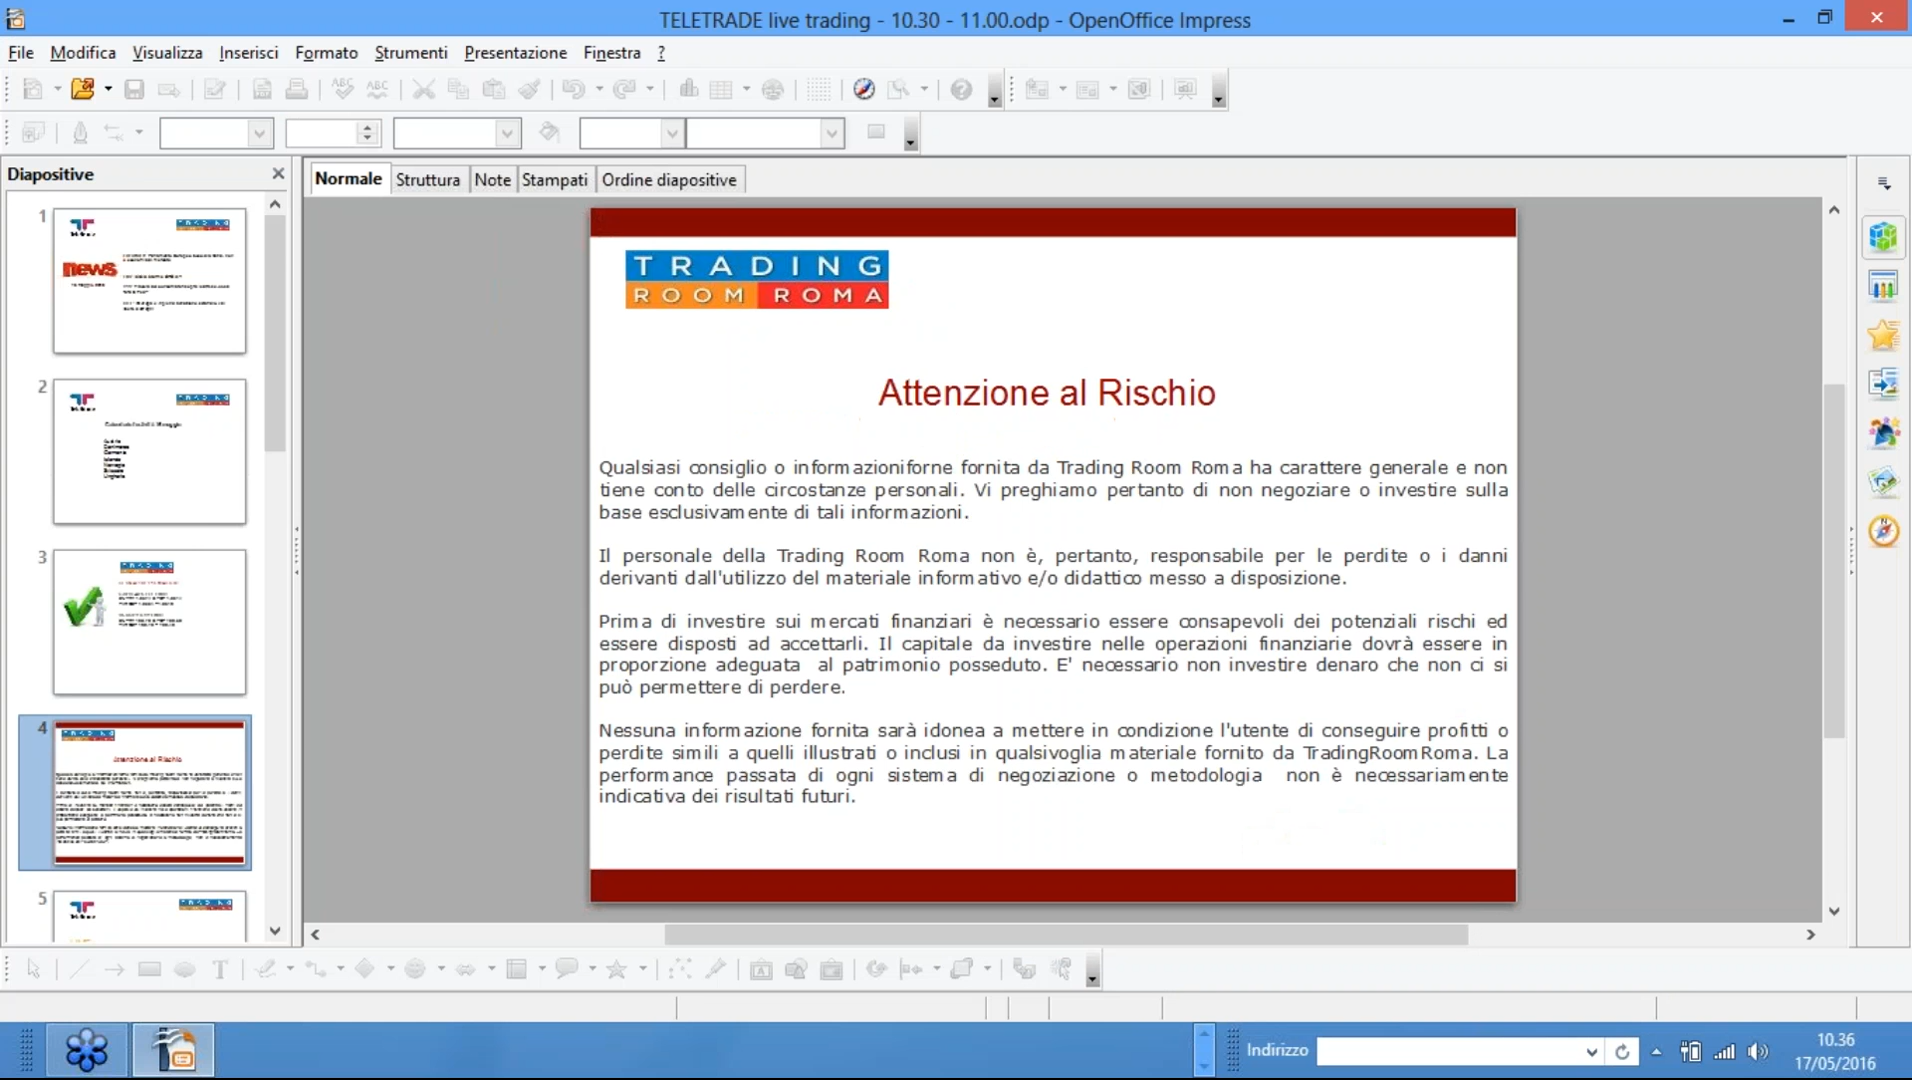 TELETRADE live trading - 10.30 - 11.00.odp - OpenOffice Impress
File Modifica Visualizza Inserisci Formato Strumenti Presentazione Finestra ?
Diapositive
Normale Struttura Note Stampati Ordine diapositive
1
news
2
3
4
Attenzione al Rischio
5
TRADING
ROOM ROMA
Attenzione al Rischio
Qualsiasi consiglio o informazioniforne fornita da Trading Room Roma ha carattere generale e non
tiene conto delle circostanze personali. Vi preghiamo pertanto di non negoziare o investire sulla
base esclusivamente di tali informazioni.
Il personale della Trading Room Roma non è, pertanto, responsabile per le perdite o i danni
derivanti dall'utilizzo del materiale informativo e/o didattico messo a disposizione.
Prima di investire sui mercati finanziari è necessario essere consapevoli dei potenziali rischi ed
essere disposti ad accettarli. Il capitale da investire nelle operazioni finanziarie dovrà essere in
proporzione adeguata al patrimonio posseduto. E' necessario non investire denaro che non ci si
può permettere di perdere.
Nessuna informazione fornita sarà idonea a mettere in condizione l'utente di conseguire profitti o
perdite simili a quelli illustrati o inclusi in qualsivoglia materiale fornito da TradingRoomRoma. La
performance passata di ogni sistema di negoziazione o metodologia non è necessariamente
indicativa dei risultati futuri.
Indirizzo
10.36
17/05/2016